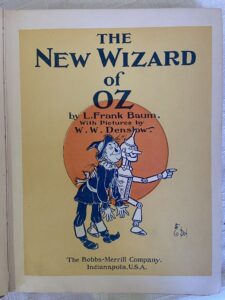 THE
NEW WIZARD
of
OZ
by L. Frank Baum.
With Pictures by
W. W. Denslow.
The Bobbs-Merrill Company.
Indianapolis, U.S.A.